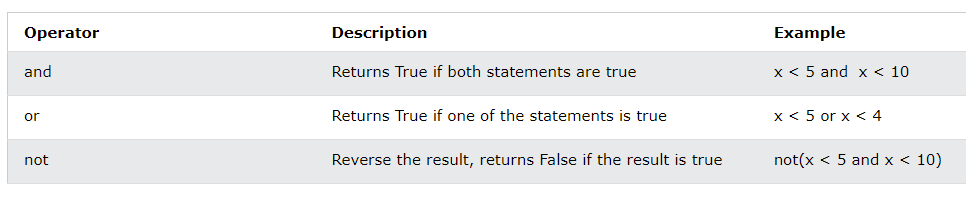 Operator Description Example
and Returns True if both statements are true x < 5 and  x < 10
or Returns True if one of the statements is true x < 5 or x < 4
not Reverse the result, returns False if the result is true not(x < 5 and x < 10)